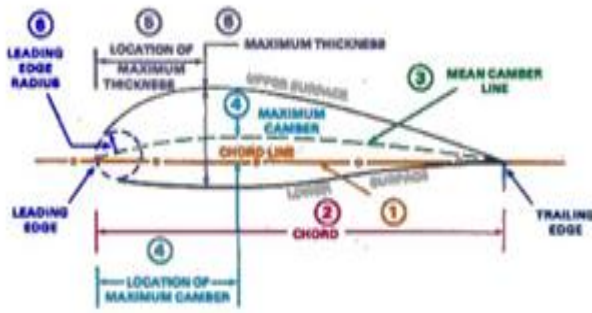 6
LEADING
EDGE
RADIUS
5
LOCATION OF
MAXIMUM
THICKNESS
6
MAXIMUM THICKNESS
UPPER SURFACE
3
MEAN CAMBER
LINE
4
MAXIMUM
CAMBER
CHORD LINE
LOWER SURFACE
LEADING
EDGE
2
CHORD
1
TRAILING
EDGE
4
LOCATION OF
MAXIMUM CAMBER